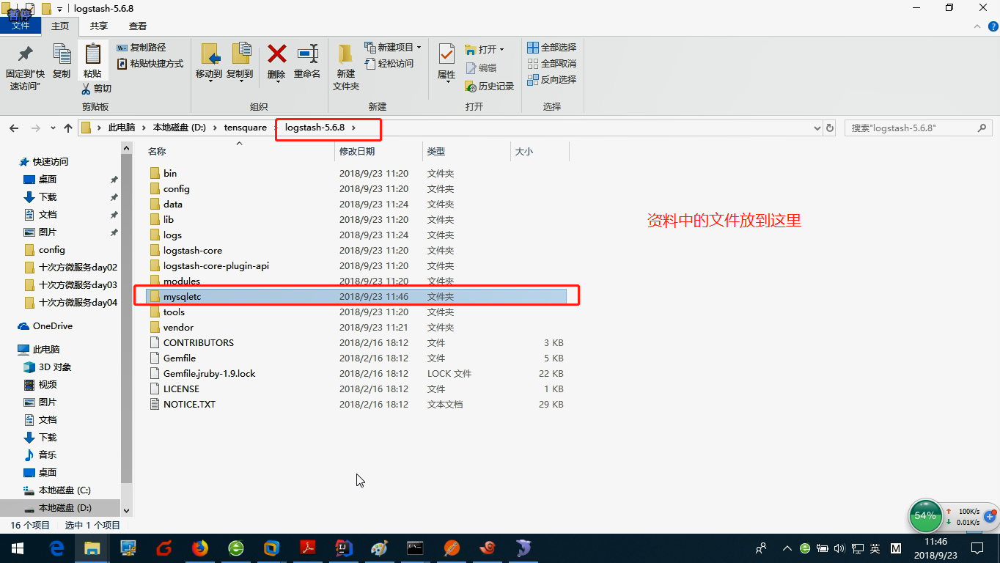 logstash-5.6.8
暂停
文件 主页 共享 查看
固定到"快速访问"
复制
粘贴
复制路径
粘贴快捷方式
剪切
剪贴板
移动到
复制到
删除
重命名
组织
新建文件夹
新建项目
轻松访问
新建
属性
打开
编辑
历史记录
打开
全部选择
全部取消
反向选择
选择
此电脑 本地磁盘 (D:) tensquare logstash-5.6.8
搜索"logstash-5.6.8"
快速访问
桌面
下载
文档
图片
config
十次方微服务day02
十次方微服务day03
十次方微服务day04
OneDrive
此电脑
3D 对象
视频
图片
文档
下载
音乐
桌面
本地磁盘 (C:)
本地磁盘 (D:)
名称 修改日期 类型 大小
bin 2018/9/23 11:20 文件夹
config 2018/9/23 11:20 文件夹
data 2018/9/23 11:24 文件夹
lib 2018/9/23 11:20 文件夹
logs 2018/9/23 11:24 文件夹
logstash-core 2018/9/23 11:20 文件夹
logstash-core-plugin-api 2018/9/23 11:20 文件夹
modules 2018/9/23 11:20 文件夹
mysqletc 2018/9/23 11:46 文件夹
tools 2018/9/23 11:20 文件夹
vendor 2018/9/23 11:21 文件夹
CONTRIBUTORS 2018/2/16 18:12 文件 3 KB
Gemfile 2018/2/16 18:12 文件 5 KB
Gemfile.jruby-1.9.lock 2018/2/16 18:12 LOCK 文件 22 KB
LICENSE 2018/2/16 18:12 文件 1 KB
NOTICE.TXT 2018/2/16 18:12 文本文档 29 KB
资料中的文件放到这里
16 个项目 选中 1 个项目
54%
100K/s
0.01K/s
英
M
11:46
2018/9/23